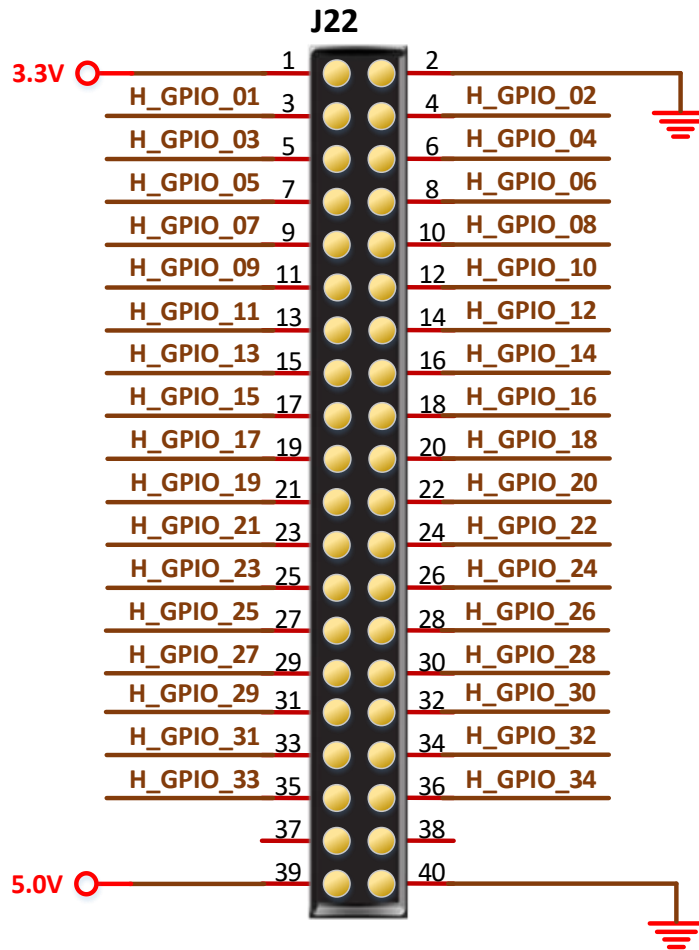 J22
3.3V 1 2
H_GPIO_01 3 4 H_GPIO_02
H_GPIO_03 5 6 H_GPIO_04
H_GPIO_05 7 8 H_GPIO_06
H_GPIO_07 9 10 H_GPIO_08
H_GPIO_09 11 12 H_GPIO_10
H_GPIO_11 13 14 H_GPIO_12
H_GPIO_13 15 16 H_GPIO_14
H_GPIO_15 17 18 H_GPIO_16
H_GPIO_17 19 20 H_GPIO_18
H_GPIO_19 21 22 H_GPIO_20
H_GPIO_21 23 24 H_GPIO_22
H_GPIO_23 25 26 H_GPIO_24
H_GPIO_25 27 28 H_GPIO_26
H_GPIO_27 29 30 H_GPIO_28
H_GPIO_29 31 32 H_GPIO_30
H_GPIO_31 33 34 H_GPIO_32
H_GPIO_33 35 36 H_GPIO_34
37 38
5.0V 39 40